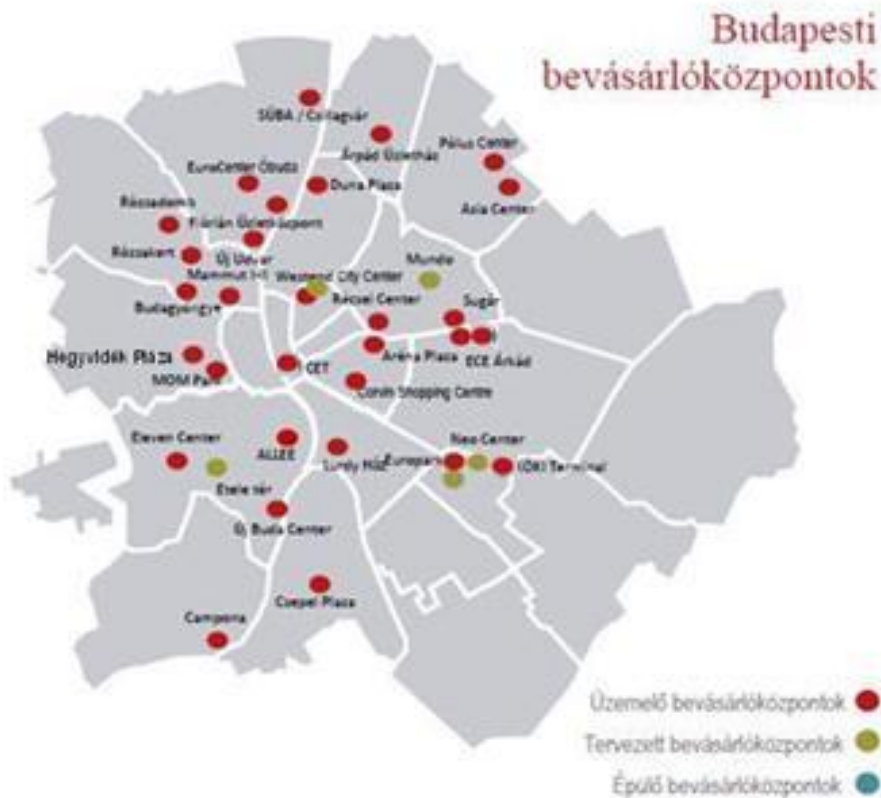 Budapesti
bevásárlóközpontok
SÜBA / Csillagvár
Árpád Üzletház
Pólus Center
EuroCenter Óbuda
Duna Plaza
Asia Center
Rózsadomb
Flórián Üzletközpont
Rózsakert
Új Udvar
Mundo
Mammut I-II
Westend City Center
Budagyöngye
Récsei Center
Sugár
Hegyvidék Pláza
Aréna Plaza
ECE Árkád
MOM Park
CET
Corvin Shopping Centre
Eleven Center
ALLEE
Lurdy Ház
Europark
Neo Center
(ÖK) Terminal
Etele tér
Új Buda Center
Csepel Plaza
Campona
Üzemelő bevásárlóközpontok
Tervezett bevásárlóközpontok
Épülő bevásárlóközpontok